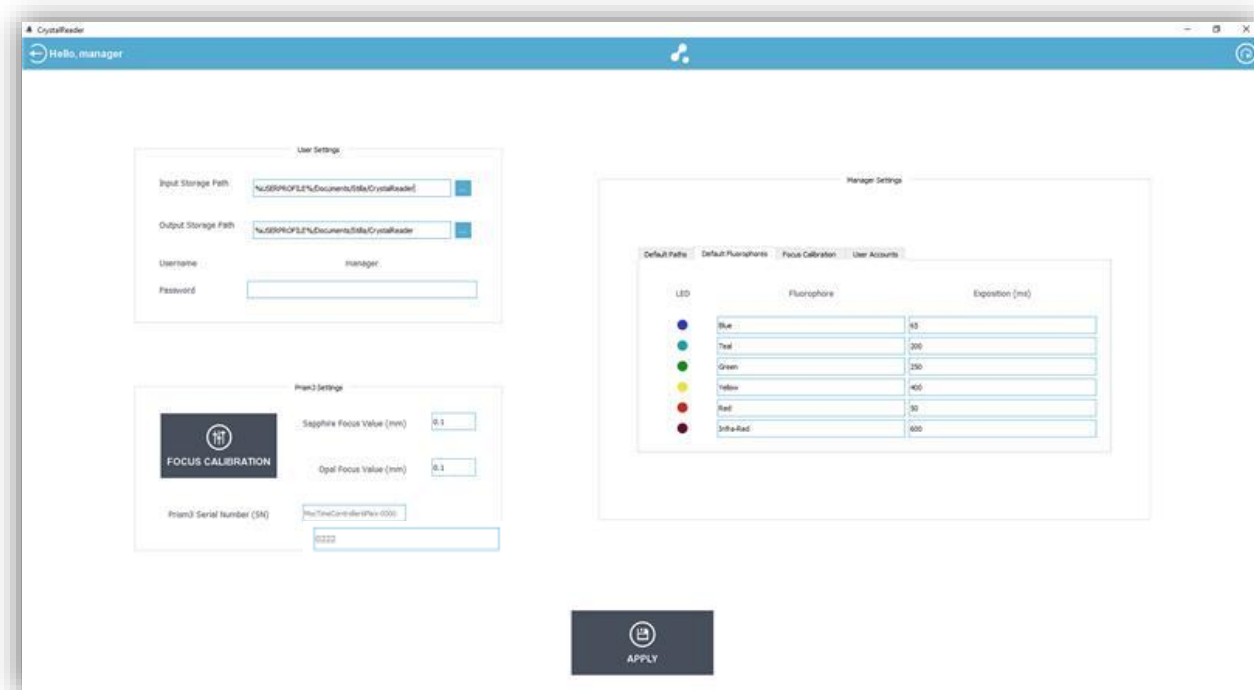 CrystalReader
Hello, manager
User Settings
Input Storage Path %USERPROFILE%/Documents/Stilla/CrystalReader
Output Storage Path %USERPROFILE%/Documents/Stilla/CrystalReader
Username manager
Password
Prism3 Settings
FOCUS CALIBRATION
Sapphire Focus Value (mm) 0.1
Opal Focus Value (mm) 0.1
Prism3 Serial Number (SN)
Manager Settings
Default Paths Default Fluorophores Focus Calibration User Accounts
LED Fluorophore Exposition (ms)
Blue 65
Teal 200
Green 250
Yellow 400
Red 50
Infra-Red 600
APPLY